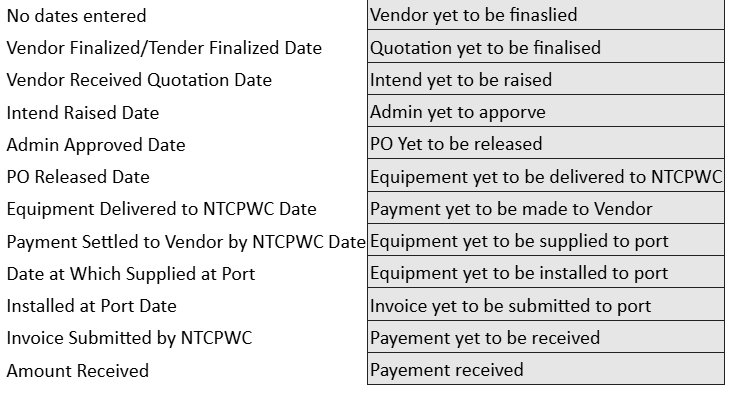 No dates entered Vendor yet to be finaslied
Vendor Finalized/Tender Finalized Date Quotation yet to be finalised
Vendor Received Quotation Date Intend yet to be raised
Intend Raised Date Admin yet to apporve
Admin Approved Date PO Yet to be released
PO Released Date Equipement yet to be delivered to NTCPWC
Equipment Delivered to NTCPWC Date Payment yet to be made to Vendor
Payment Settled to Vendor by NTCPWC Date Equipment yet to be supplied to port
Date at Which Supplied at Port Equipment yet to be installed to port
Installed at Port Date Invoice yet to be submitted to port
Invoice Submitted by NTCPWC Payement yet to be received
Amount Received Payement received